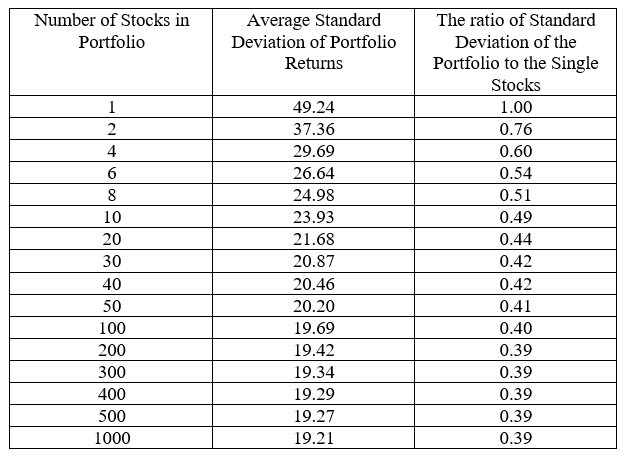 Number of Stocks in
Portfolio
Average Standard
Deviation of Portfolio
Returns
The ratio of Standard
Deviation of the
Portfolio to the Single
Stocks
1 49.24 1.00
2 37.36 0.76
4 29.69 0.60
6 26.64 0.54
8 24.98 0.51
10 23.93 0.49
20 21.68 0.44
30 20.87 0.42
40 20.46 0.42
50 20.20 0.41
100 19.69 0.40
200 19.42 0.39
300 19.34 0.39
400 19.29 0.39
500 19.27 0.39
1000 19.21 0.39